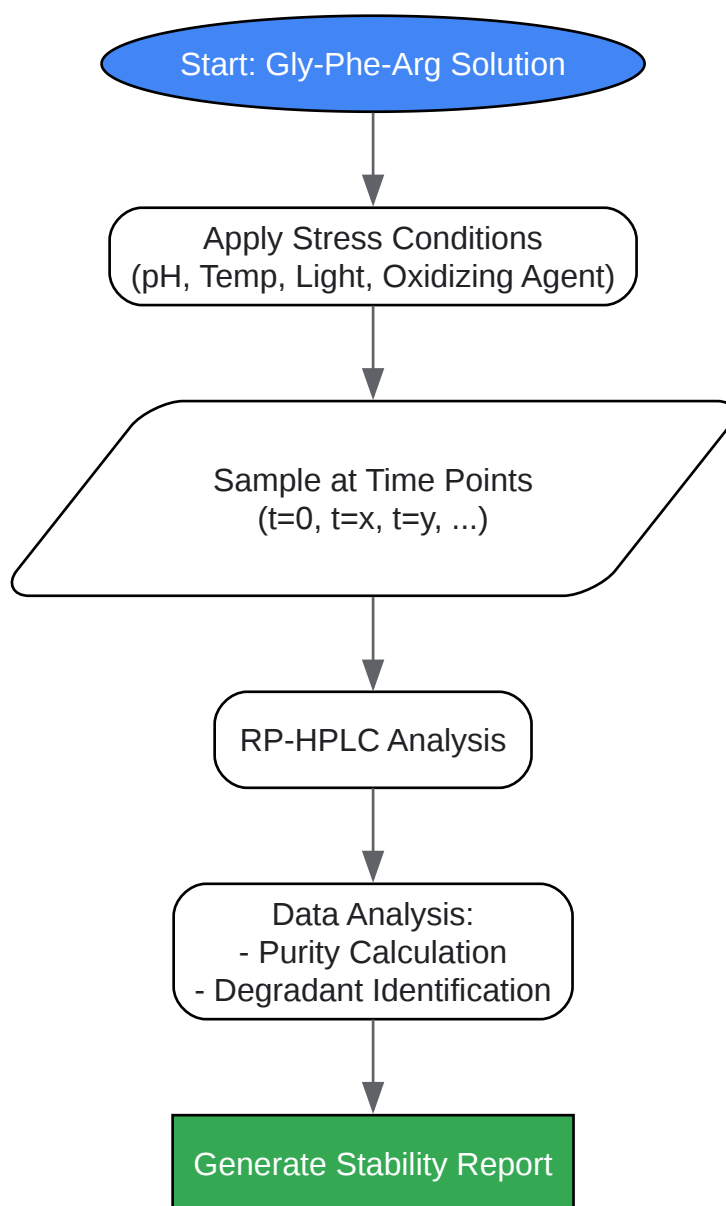 Start: Gly-Phe-Arg Solution
Apply Stress Conditions
(pH, Temp, Light, Oxidizing Agent)
Sample at Time Points
(t=0, t=x, t=y, ...)
RP-HPLC Analysis
Data Analysis:
- Purity Calculation
- Degradant Identification
Generate Stability Report